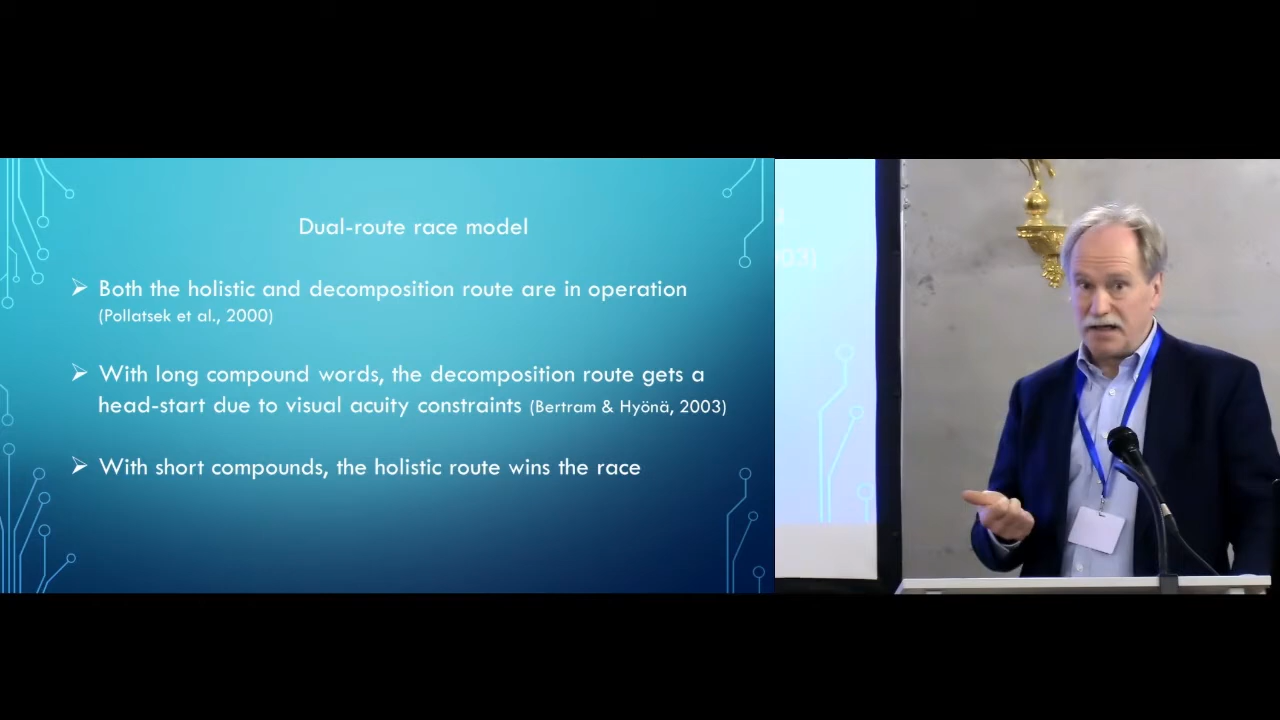 Dual-route race model
Both the holistic and decomposition route are in operation
(Pollatsek et al., 2000)
With long compound words, the decomposition route gets a
head-start due to visual acuity constraints (Bertram & Hyönä, 2003)
With short compounds, the holistic route wins the race
03)